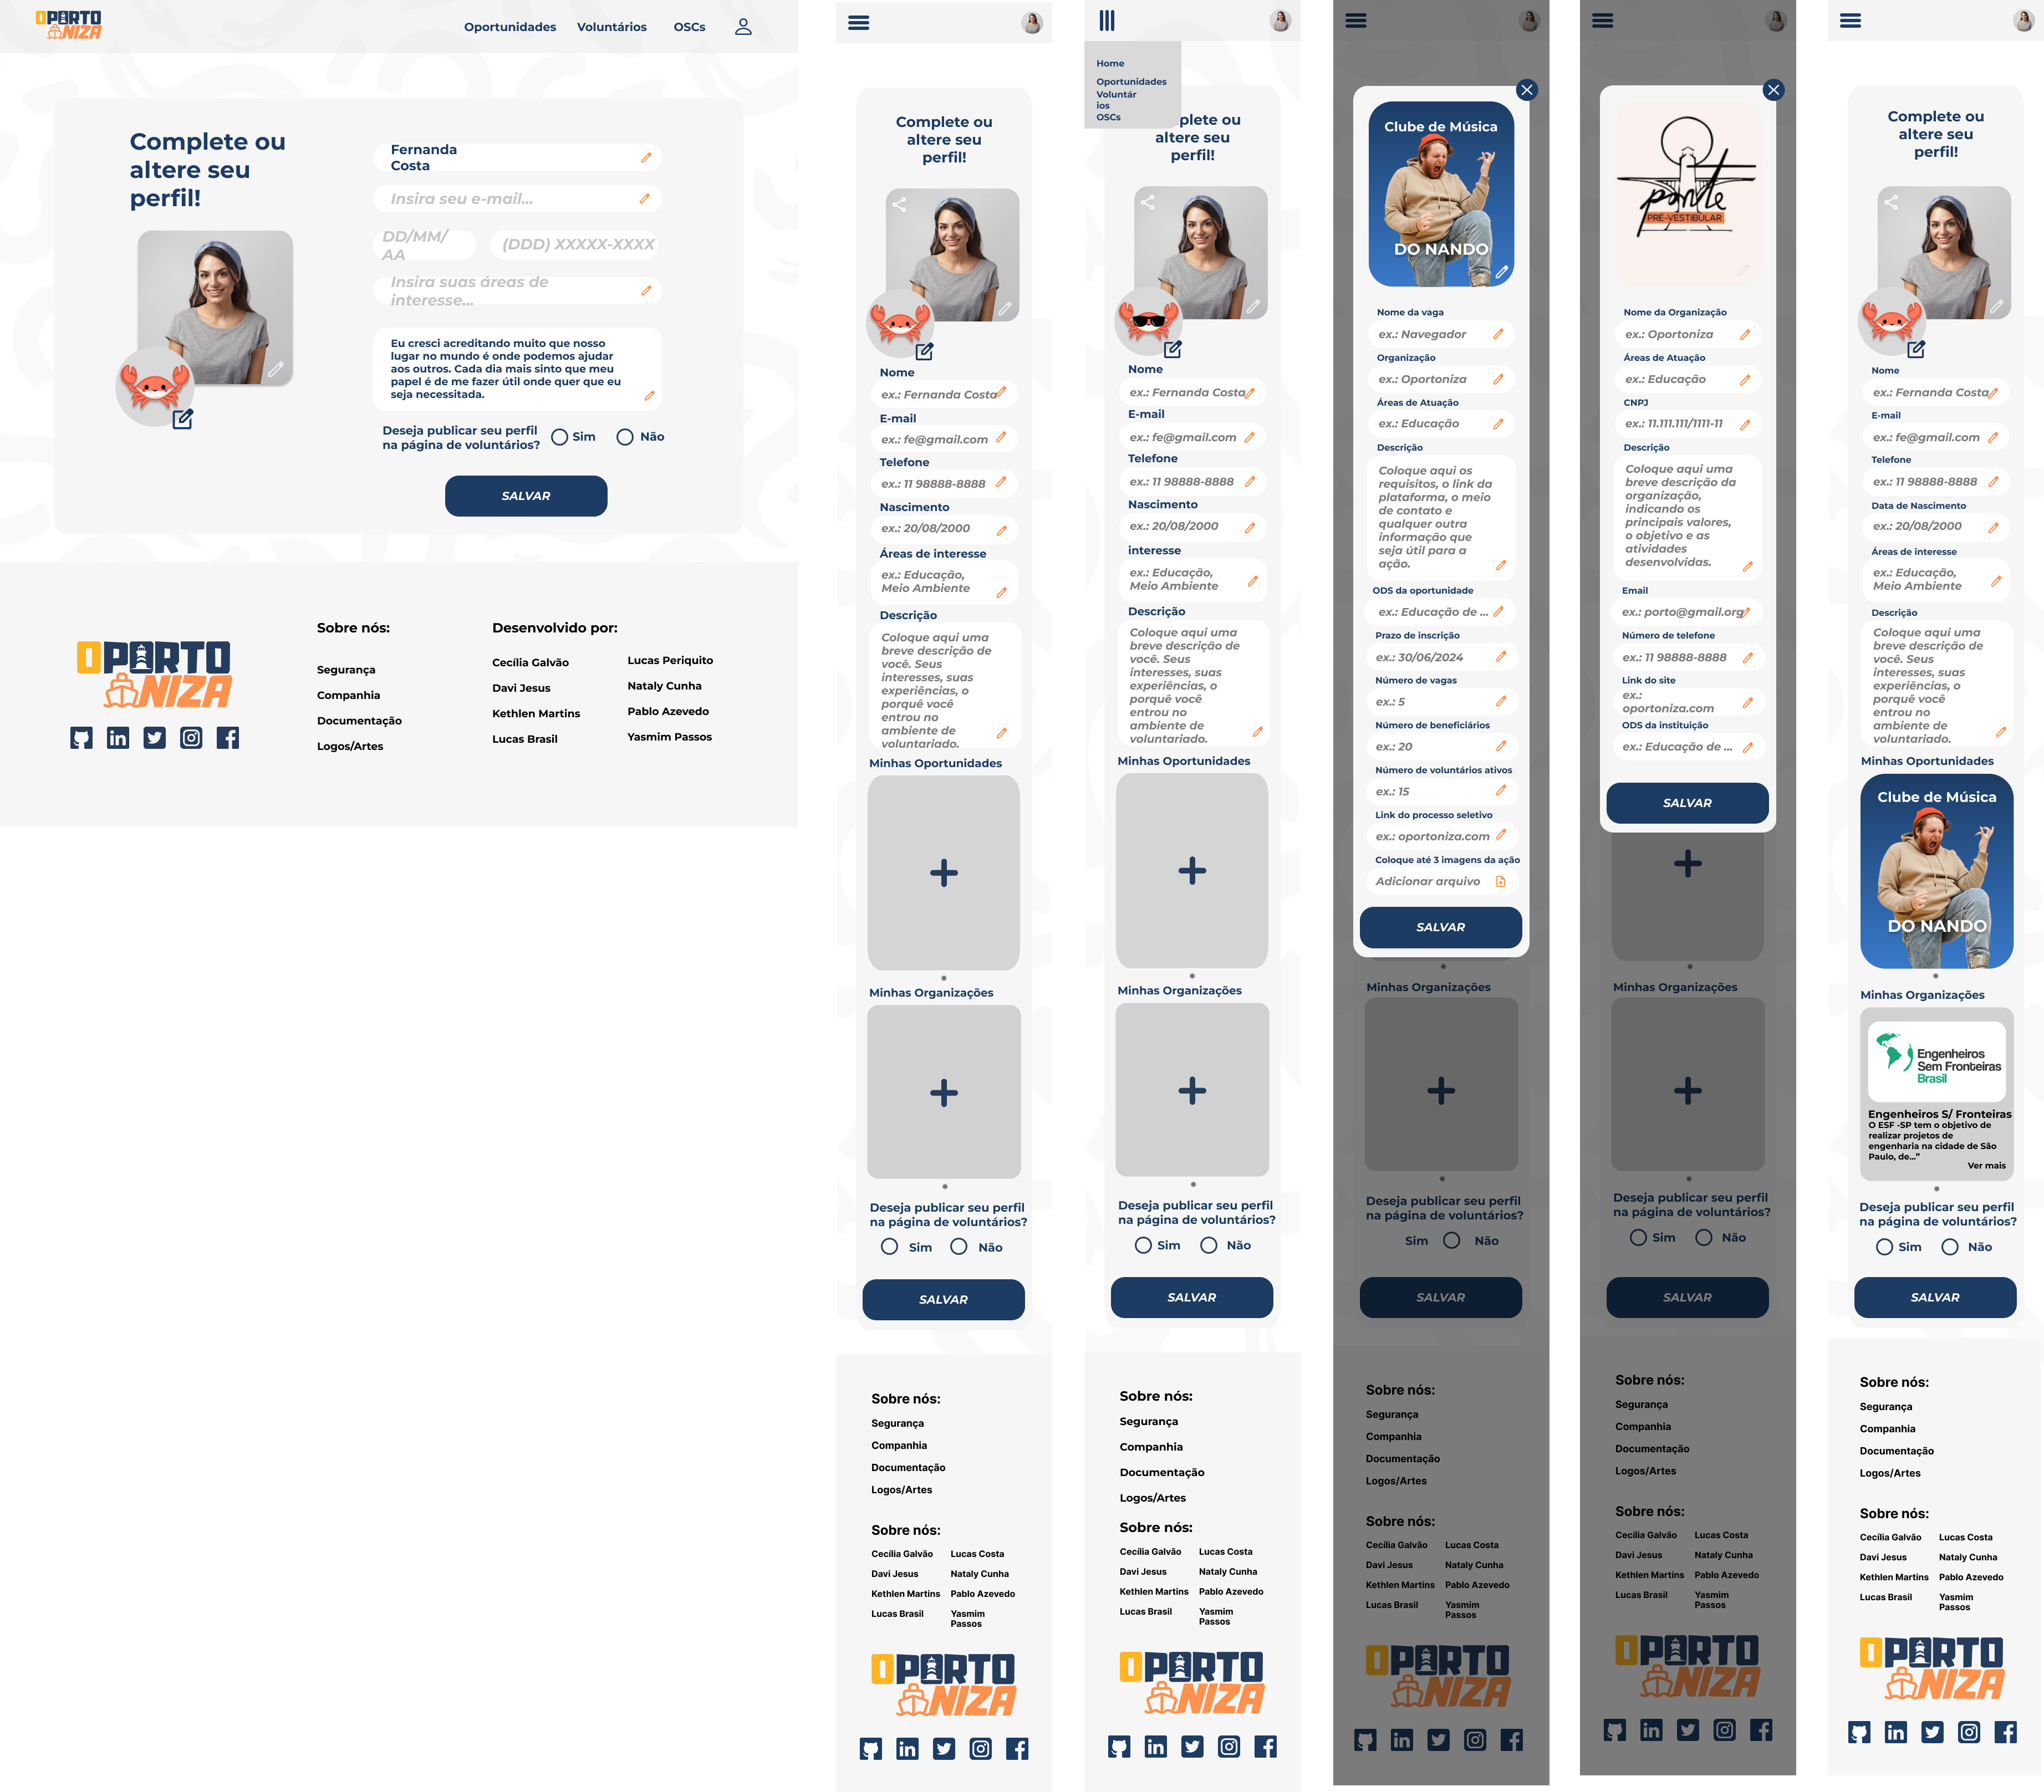 OPORTO
NIZA
Oportunidades
Voluntários
OSCs
Complete ou
altere seu
perfil!
Fernanda
Costa
Insira seu e-mail...
DD/MM/
AA
(DDD) XXXXX-XXXX
Insira suas áreas de
interesse...
Eu cresci acreditando muito que nosso
lugar no mundo é onde podemos ajudar
aos outros. Cada dia mais sinto que meu
papel é de me fazer útil onde quer que eu
seja necessitada.
Deseja publicar seu perfil
na página de voluntários?
Sim
Não
SALVAR
OPORTO
NIZA
Sobre nós:
Segurança
Companhia
Documentação
Logos/Artes
Desenvolvido por:
Cecília Galvão
Davi Jesus
Kethlen Martins
Lucas Brasil
Lucas Periquito
Nataly Cunha
Pablo Azevedo
Yasmim Passos
Complete ou
altere seu
perfil!
Nome
ex.: Fernanda Costa
E-mail
ex.: fe@gmail.com
Telefone
ex.: 11 98888-8888
Nascimento
ex.: 20/08/2000
Áreas de interesse
ex.: Educação,
Meio Ambiente
Descrição
Coloque aqui uma
breve descrição de
você. Seus
interesses, suas
experiências, o
porquê você
entrou no
ambiente de
voluntariado.
Minhas Oportunidades
Minhas Organizações
Deseja publicar seu perfil
na página de voluntários?
Sim
Não
SALVAR
Sobre nós:
Segurança
Companhia
Documentação
Logos/Artes
Sobre nós:
Cecília Galvão
Lucas Costa
Davi Jesus
Nataly Cunha
Kethlen Martins
Pablo Azevedo
Lucas Brasil
Yasmim
Passos
OPORTO
NIZA
Home
Oportunidades
Voluntár
ios
OSCs
plete ou
altere seu
perfil!
Nome
ex.: Fernanda Costa
E-mail
ex.: fe@gmail.com
Telefone
ex.: 11 98888-8888
Nascimento
ex.: 20/08/2000
interesse
ex.: Educação,
Meio Ambiente
Descrição
Coloque aqui uma
breve descrição de
você. Seus
interesses, suas
experiências, o
porquê você
entrou no
ambiente de
voluntariado.
Minhas Oportunidades
Minhas Organizações
Deseja publicar seu perfil
na página de voluntários?
Sim
Não
SALVAR
Sobre nós:
Segurança
Companhia
Documentação
Logos/Artes
Sobre nós:
Cecília Galvão
Lucas Costa
Davi Jesus
Nataly Cunha
Kethlen Martins
Pablo Azevedo
Lucas Brasil
Yasmim
Passos
OPORTO
NIZA
Clube de Música
DO NANDO
Nome da vaga
ex.: Navegador
Organização
ex.: Oportoniza
Áreas de Atuação
ex.: Educação
Descrição
Coloque aqui os
requisitos, o link da
plataforma, o meio
de contato e
qualquer outra
informação que
seja útil para a
ação.
ODS da oportunidade
ex.: Educação de ...
Prazo de inscrição
ex.: 30/06/2024
Número de vagas
ex.: 5
Número de beneficiários
ex.: 20
Número de voluntários ativos
ex.: 15
Link do processo seletivo
ex.: oportoniza.com
Coloque até 3 imagens da ação
Adicionar arquivo
SALVAR
Minhas Organizações
Deseja publicar seu perfil
na página de voluntários?
Sim
Não
SALVAR
Sobre nós:
Segurança
Companhia
Documentação
Logos/Artes
Sobre nós:
Cecília Galvão
Lucas Costa
Davi Jesus
Nataly Cunha
Kethlen Martins
Pablo Azevedo
Lucas Brasil
Yasmim
Passos
OPORTO
NIZA
ponte
PRÉ-VESTIBULAR
Nome da Organização
ex.: Oportoniza
Áreas de Atuação
ex.: Educação
CNPJ
ex.: 11.111.111/1111-11
Descrição
Coloque aqui uma
breve descrição da
organização,
indicando os
principais valores,
o objetivo e as
atividades
desenvolvidas.
Email
ex.: porto@gmail.org
Número de telefone
ex.: 11 98888-8888
Link do site
ex.:
oportoniza.com
ODS da instituição
ex.: Educação de ...
SALVAR
Minhas Organizações
Deseja publicar seu perfil
na página de voluntários?
Sim
Não
SALVAR
Sobre nós:
Segurança
Companhia
Documentação
Logos/Artes
Sobre nós:
Cecília Galvão
Lucas Costa
Davi Jesus
Nataly Cunha
Kethlen Martins
Pablo Azevedo
Lucas Brasil
Yasmim
Passos
OPORTO
NIZA
Complete ou
altere seu
perfil!
Nome
ex.: Fernanda Costa
E-mail
ex.: fe@gmail.com
Telefone
ex.: 11 98888-8888
Data de Nascimento
ex.: 20/08/2000
Áreas de interesse
ex.: Educação,
Meio Ambiente
Descrição
Coloque aqui uma
breve descrição de
você. Seus
interesses, suas
experiências, o
porquê você
entrou no
ambiente de
voluntariado.
Minhas Oportunidades
Clube de Música
DO NANDO
Minhas Organizações
Engenheiros
Sem Fronteiras
Brasil
Engenheiros S/ Fronteiras
O ESF -SP tem o objetivo de
realizar projetos de
engenharia na cidade de São
Paulo, de..."
Ver mais
Deseja publicar seu perfil
na página de voluntários?
Sim
Não
SALVAR
Sobre nós:
Segurança
Companhia
Documentação
Logos/Artes
Sobre nós:
Cecília Galvão
Lucas Costa
Davi Jesus
Nataly Cunha
Kethlen Martins
Pablo Azevedo
Lucas Brasil
Yasmim
Passos
OPORTO
NIZA